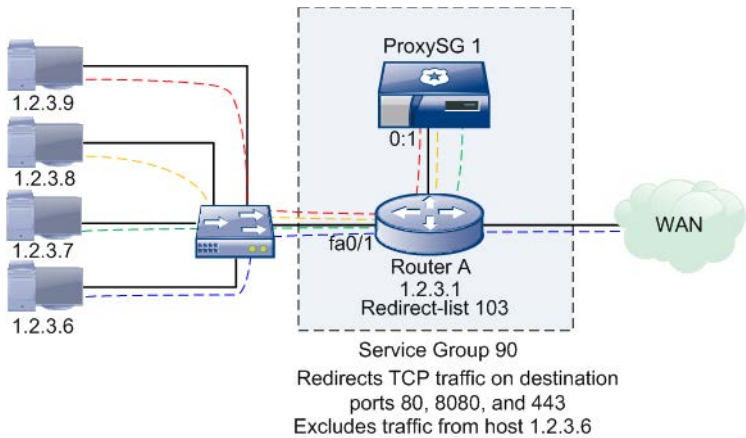 ProxySG 1
1.2.3.9
0:1
1.2.3.8
WAN
1.2.3.7
fa0/1
Router A
1.2.3.1
Redirect-list 103
1.2.3.6
Service Group 90
Redirects TCP traffic on destination
ports 80, 8080, and 443
Excludes traffic from host 1.2.3.6